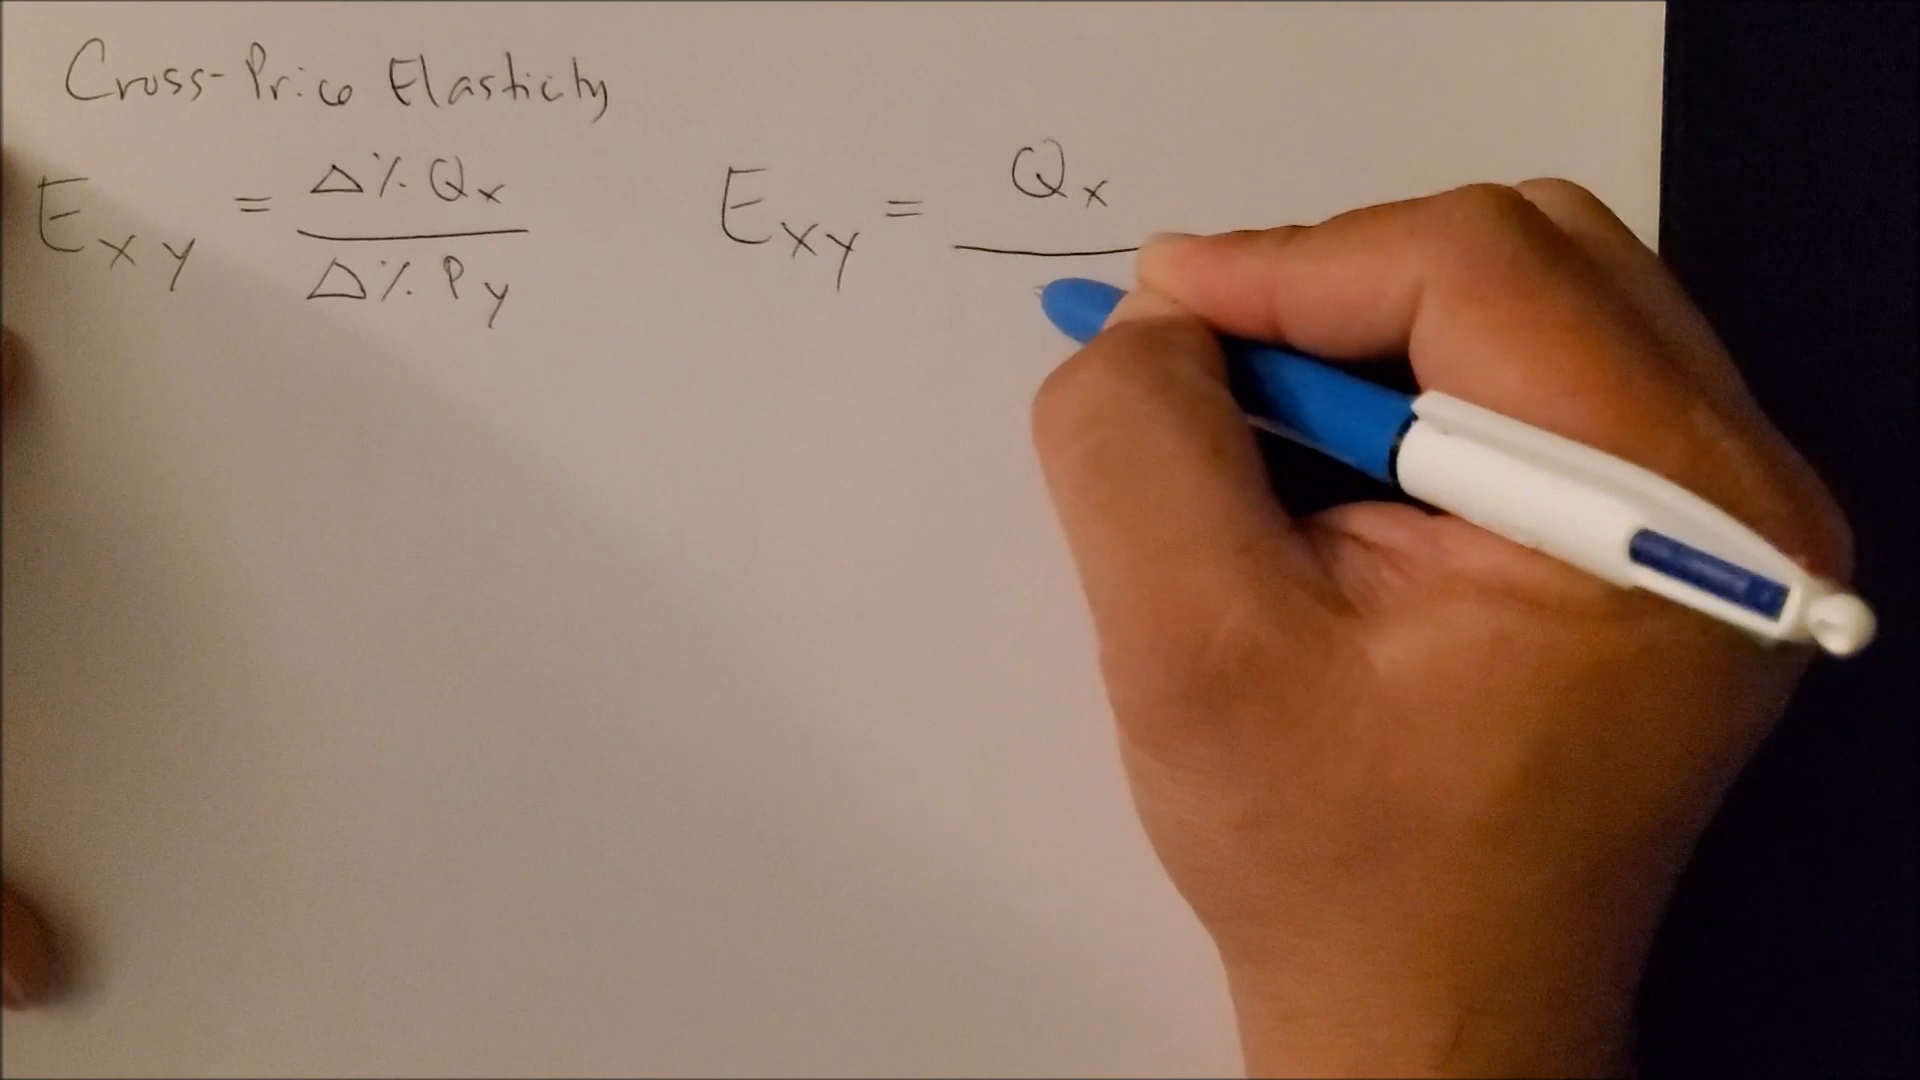 Cross-Price Elasticity
Exy = Δ% Qx / Δ% Py
Exy = Qx /